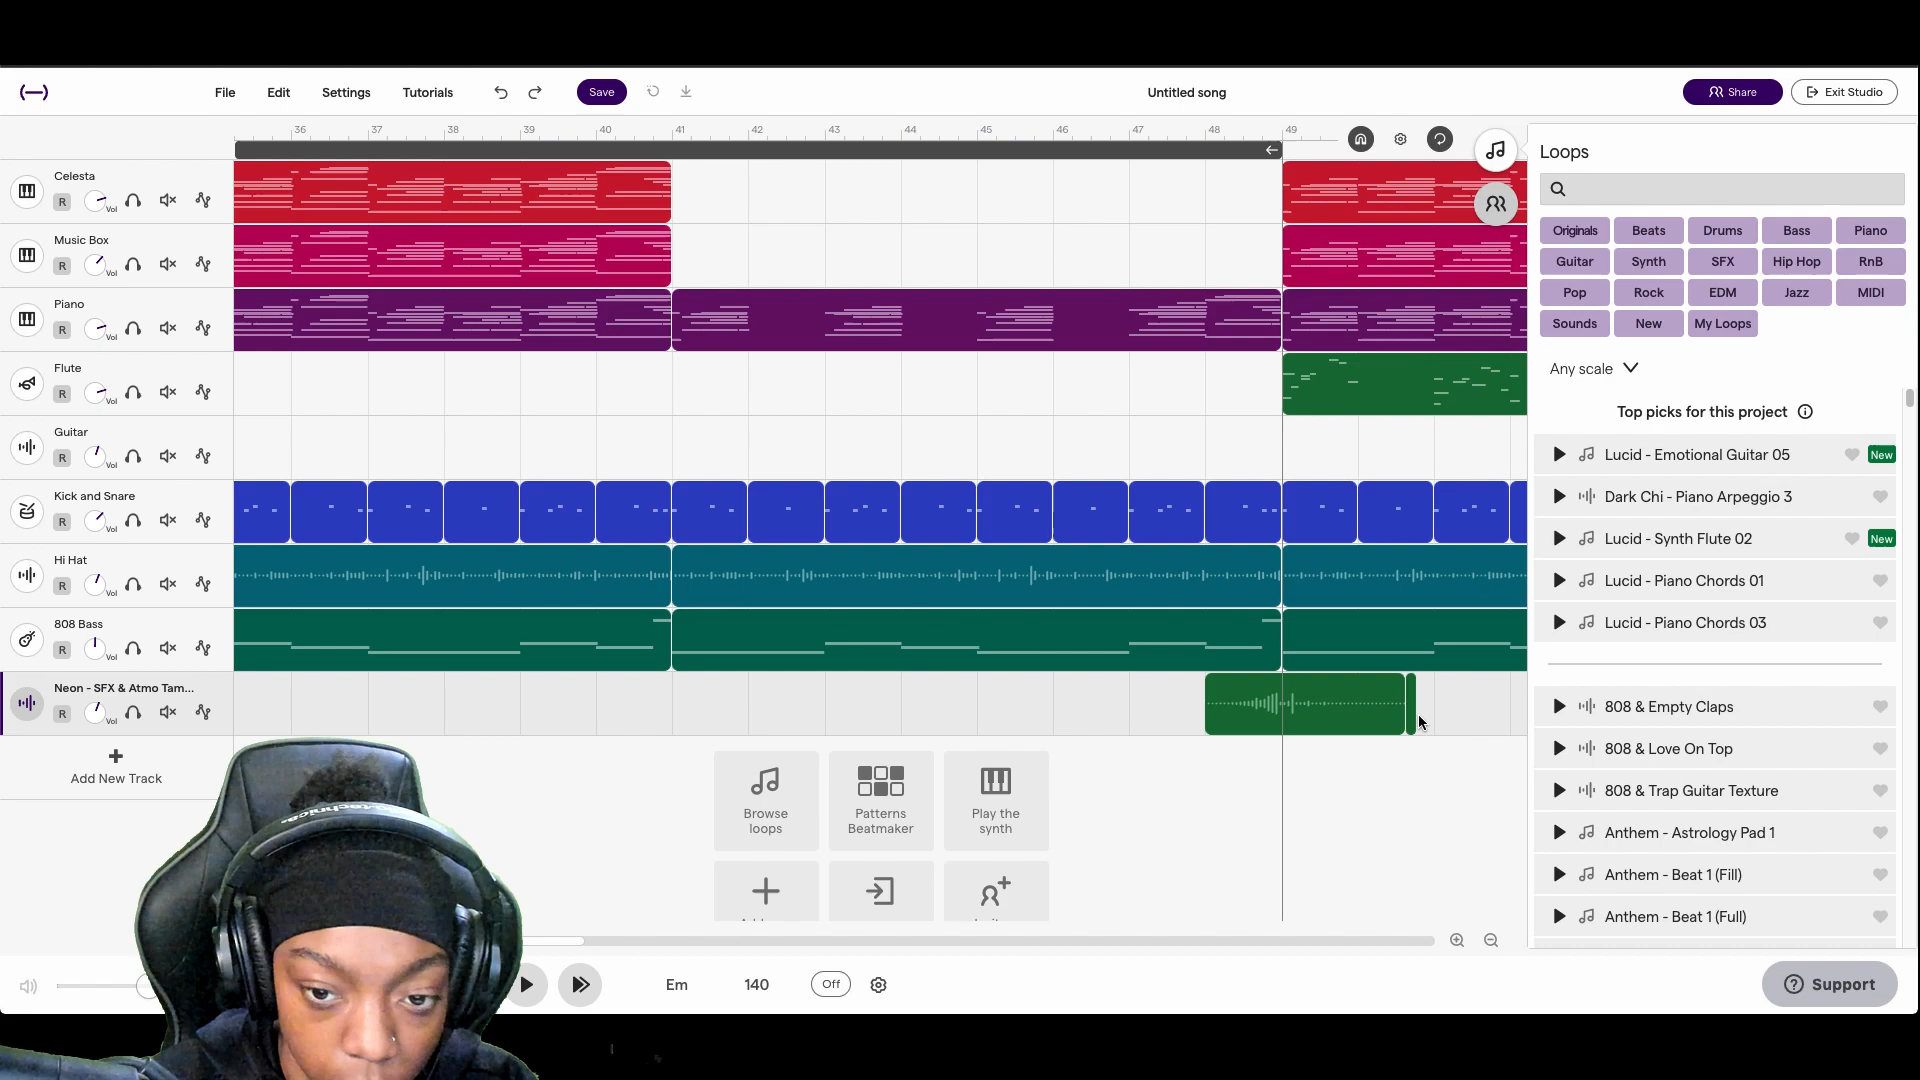 File
Edit
Settings
Tutorials
Save
Untitled song
Share
Exit Studio
36
37
38
39
40
41
42
43
44
45
46
47
48
49
Celesta
R
Vol
Music Box
R
Vol
Piano
R
Vol
Flute
R
Vol
Guitar
R
Vol
Kick and Snare
R
Vol
Hi Hat
R
Vol
808 Bass
R
Vol
Neon - SFX & Atmo Tam...
R
Vol
Add New Track
Browse
loops
Patterns
Beatmaker
Play the
synth
Loops
Originals
Beats
Drums
Bass
Piano
Guitar
Synth
SFX
Hip Hop
RnB
Pop
Rock
EDM
Jazz
MIDI
Sounds
New
My Loops
Any scale
Top picks for this project
Lucid - Emotional Guitar 05
New
Dark Chi - Piano Arpeggio 3
Lucid - Synth Flute 02
New
Lucid - Piano Chords 01
Lucid - Piano Chords 03
808 & Empty Claps
808 & Love On Top
808 & Trap Guitar Texture
Anthem - Astrology Pad 1
Anthem - Beat 1 (Fill)
Anthem - Beat 1 (Full)
Em
140
Off
Support